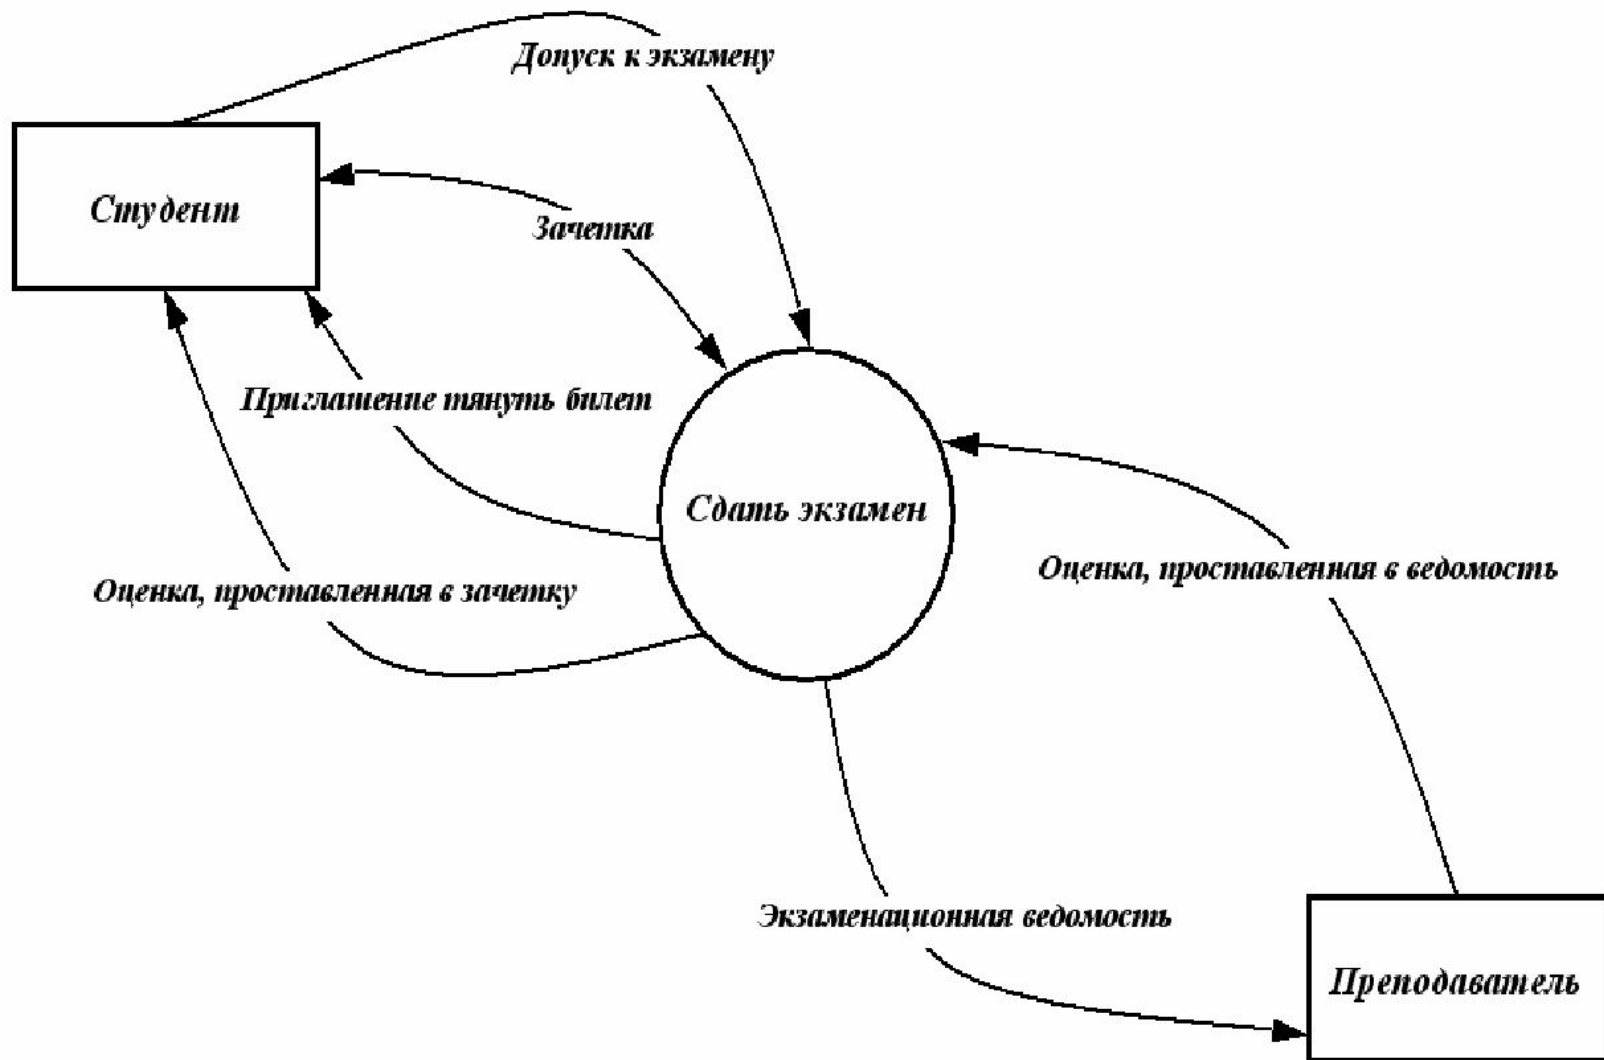 Допуск к экзамену
Студент
Зачетка
Приглашение тянуть билет
Сдать экзамен
Оценка, проставленная в ведомость
Оценка, проставленная в зачетку
Экзаменационная ведомость
Преподаватель